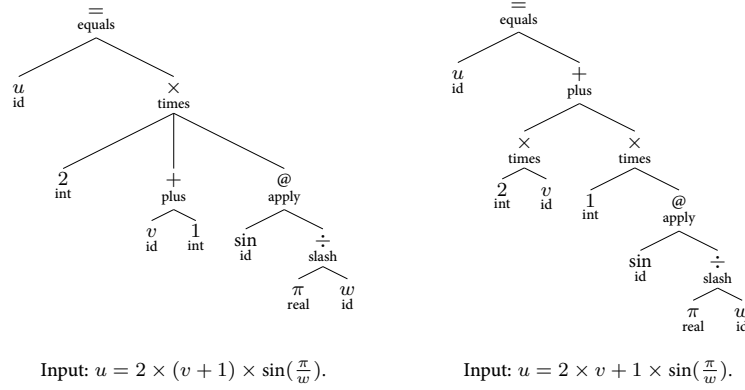 =
equals
u
id
×
times
2
int
+
plus
v
id
1
int
@
apply
sin
id
÷
slash
π
real
w
id
Input: u = 2 × (v + 1) × sin(π/w).
=
equals
u
id
+
plus
×
times
×
times
2
int
v
id
1
int
@
apply
sin
id
÷
slash
π
real
w
id
Input: u = 2 × v + 1 × sin(π/w).